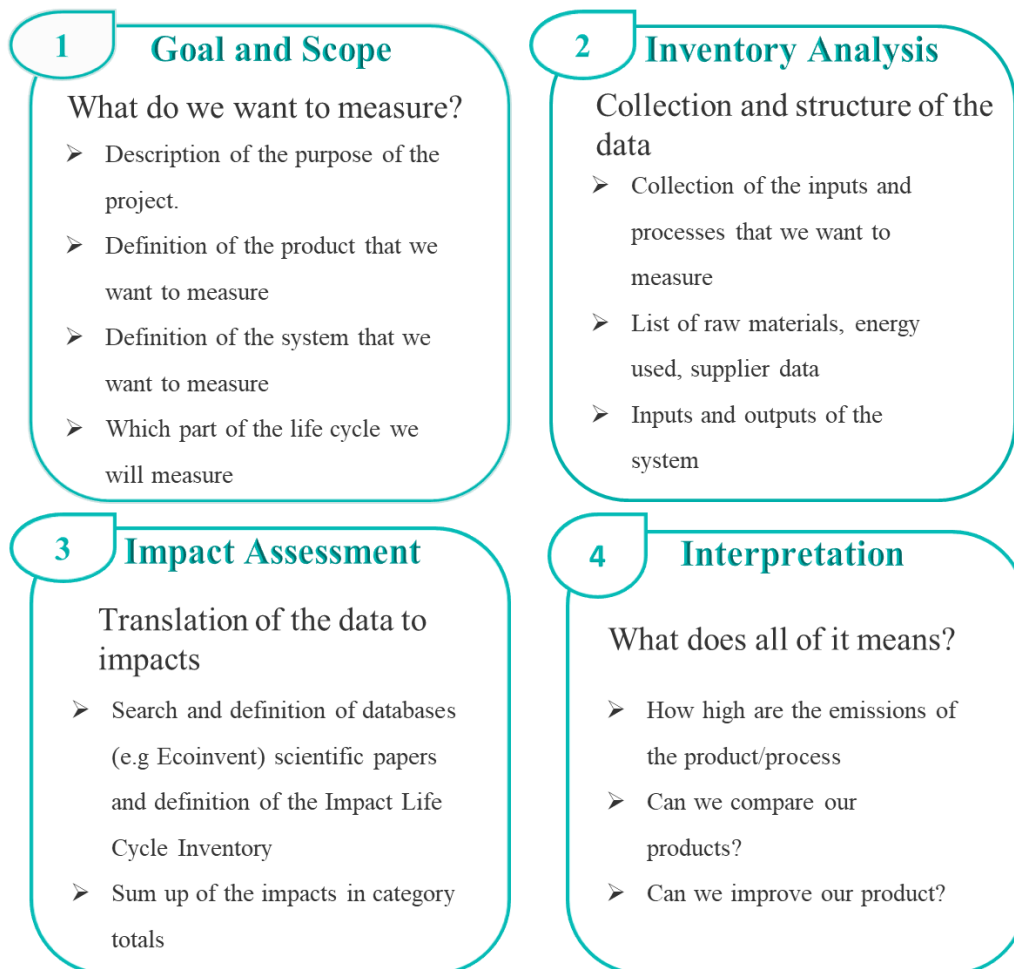 1
Goal and Scope
What do we want to measure?
➢ Description of the purpose of the
project.
➢ Definition of the product that we
want to measure
➢ Definition of the system that we
want to measure
➢ Which part of the life cycle we
will measure
2
Inventory Analysis
Collection and structure of the
data
➢ Collection of the inputs and
processes that we want to
measure
➢ List of raw materials, energy
used, supplier data
➢ Inputs and outputs of the
system
3
Impact Assessment
Translation of the data to
impacts
➢ Search and definition of databases
(e.g Ecoinvent) scientific papers
and definition of the Impact Life
Cycle Inventory
➢ Sum up of the impacts in category
totals
4
Interpretation
What does all of it means?
➢ How high are the emissions of
the product/process
➢ Can we compare our
products?
➢ Can we improve our product?